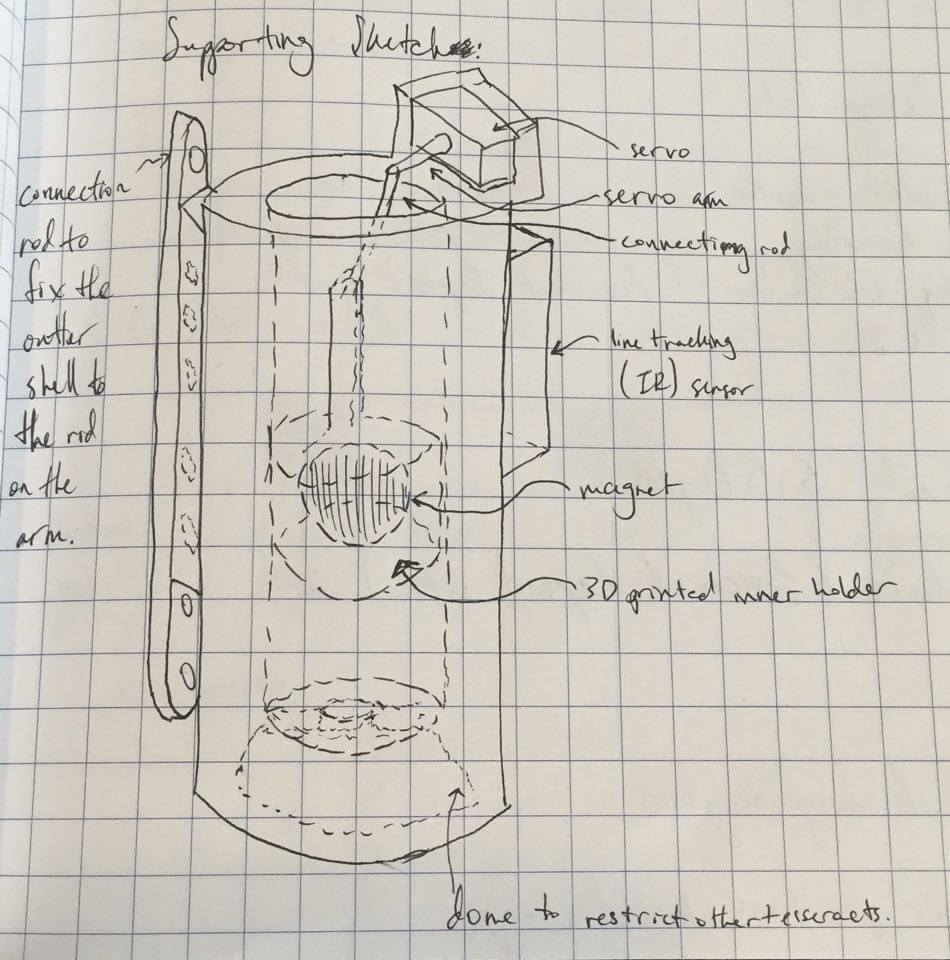 Supporting Sketches:
servo
servo arm
connectiong rod
line tracking
(IR) sensor
magnet
3D printed inner holder
dome to restrict other tesseracts.
connection
rod to
fix the
outter
shell to
the rod
on the
arm.